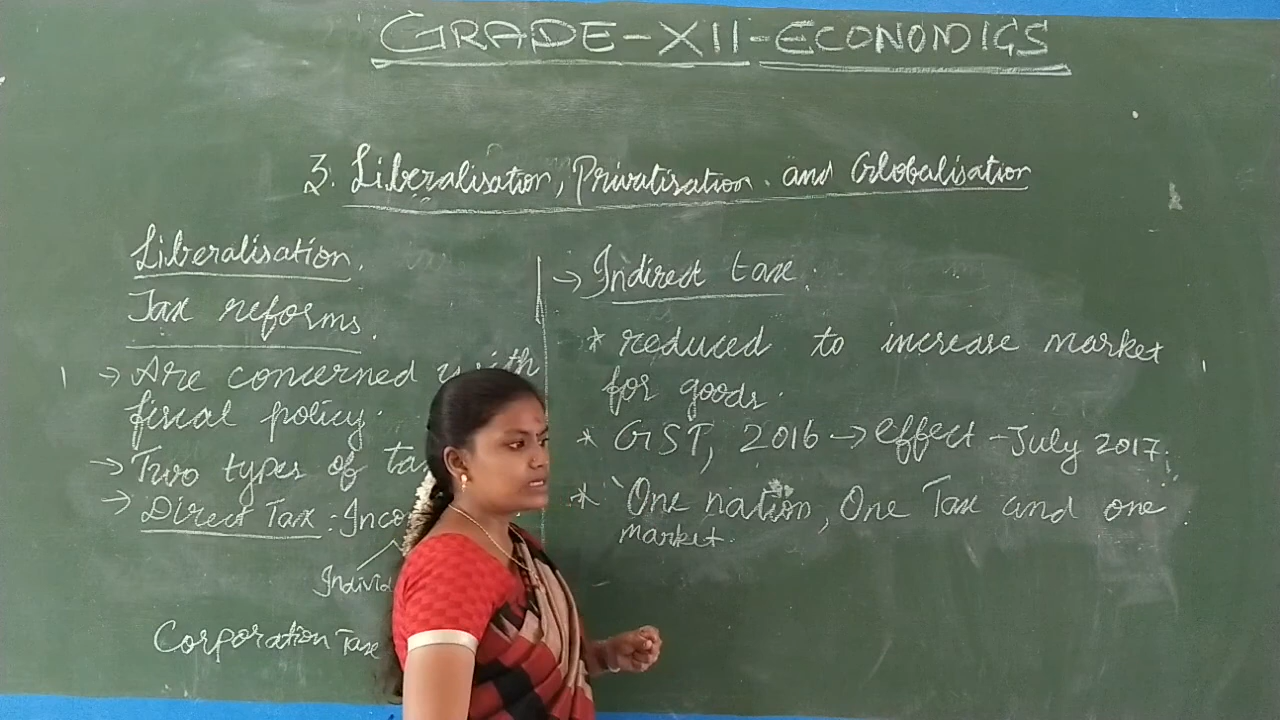 GRADE-XII-ECONOMICS
3. Liberalisation, Privatisation. and Globalisation
Liberalisation.
Tax reforms.
1 → Are concerned with
fiscal policy.
→ Two types of
→ Direct Tax:
Corporation Tax
→ Indirect tax.
* reduced to increase market
for goods.
* GST, 2016 → effect - July 2017.
* 'One nation, One Tax and one
market.